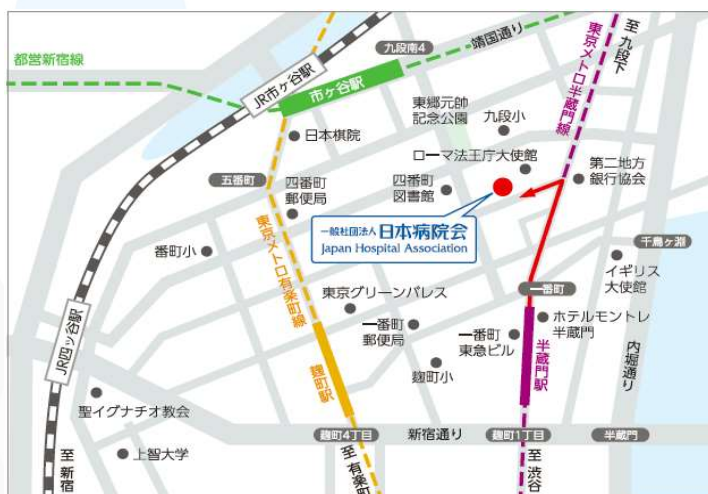 九段南4
靖国通り
至 九段下
都営新宿線
JR市ヶ谷駅
市ヶ谷駅
東京メトロ半蔵門線
東郷元帥
記念公園
九段小
日本棋院
ローマ法王庁大使館
第二地方
銀行協会
五番町
四番町
郵便局
四番町
図書館
一般社団法人 日本病院会
Japan Hospital Association
番町小
東京メトロ有楽町線
千鳥ヶ淵
イギリス
大使館
一番町
東京グリーンパレス
ホテルモントレ
半蔵門
一番町
郵便局
一番町
東急ビル
JR四ツ谷駅
麹町駅
半蔵門駅
内堀通り
麹町小
聖イグナチオ教会
麹町4丁目
新宿通り
麹町1丁目
半蔵門
上智大学
至 新宿
至 有楽町
至 渋谷